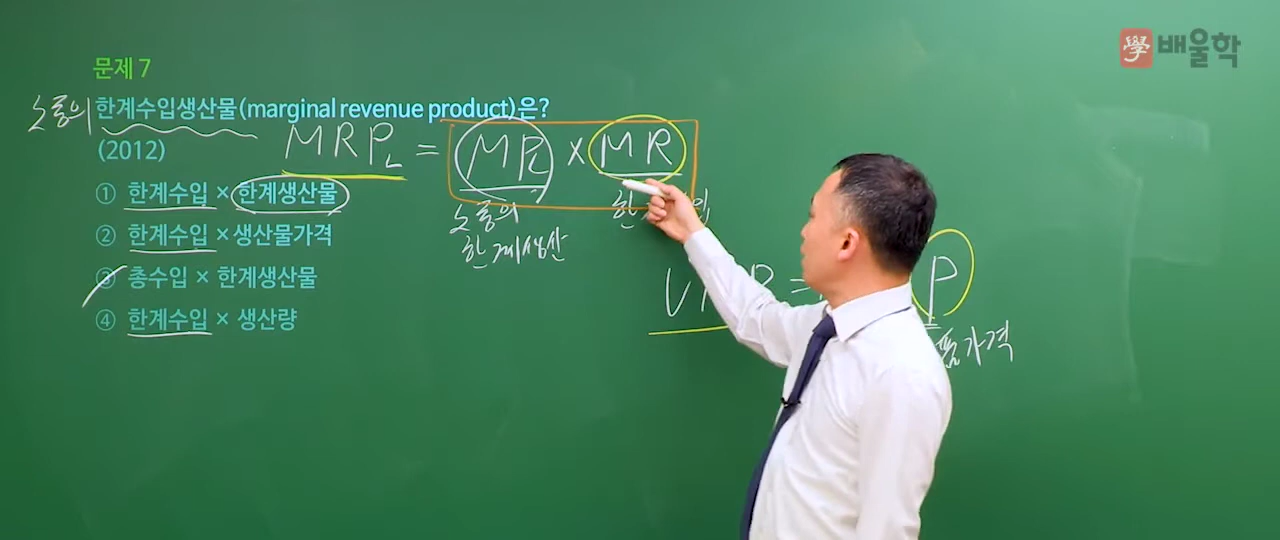 學 배울학
문제 7
노동의 한계수입생산물(marginal revenue product)은?
(2012)
MRP_L = MP_L × MR
① 한계수입 × 한계생산물
노동의
한계생산
② 한계수입 × 생산물가격
③ 총수입 × 한계생산물
④ 한계수입 × 생산량
V
=
P
품가격